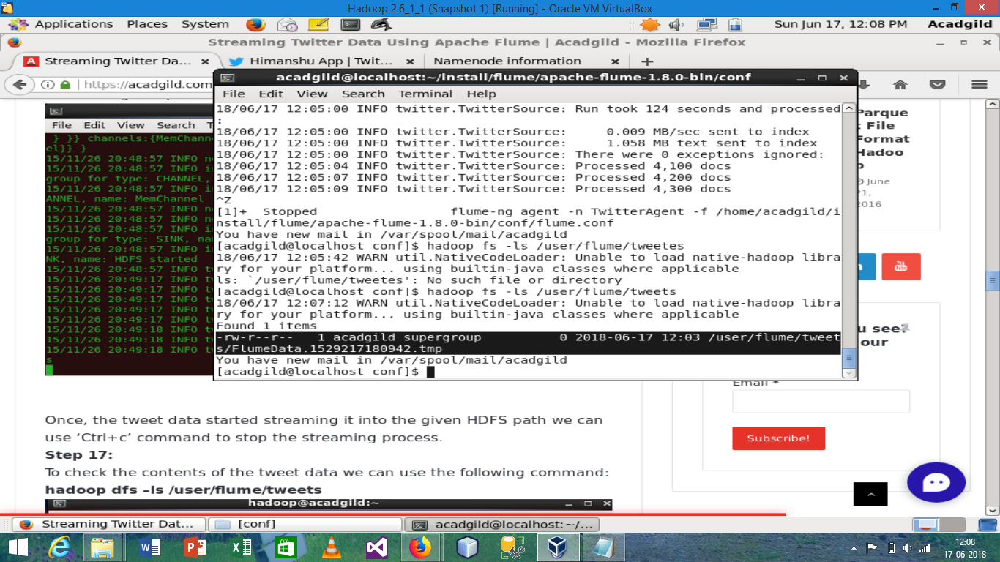 Hadoop 2.6_1_1 (Snapshot 1) [Running] - Oracle VM VirtualBox
Applications Places System
Sun Jun 17, 12:08 PM Acadgild
Streaming Twitter Data Using Apache Flume | Acadgild - Mozilla Firefox
Streaming Twitter Da...
Himanshu App | Twit...
Namenode information
https://acadgild.com
acadgild@localhost:~/install/flume/apache-flume-1.8.0-bin/conf
File Edit View Search Terminal Help
18/06/17 12:05:00 INFO twitter.TwitterSource: Run took 124 seconds and processed
:
18/06/17 12:05:00 INFO twitter.TwitterSource: 0.009 MB/sec sent to index
18/06/17 12:05:00 INFO twitter.TwitterSource: 1.058 MB text sent to index
18/06/17 12:05:00 INFO twitter.TwitterSource: There were 0 exceptions ignored:
18/06/17 12:05:04 INFO twitter.TwitterSource: Processed 4,100 docs
18/06/17 12:05:07 INFO twitter.TwitterSource: Processed 4,200 docs
18/06/17 12:05:09 INFO twitter.TwitterSource: Processed 4,300 docs
^Z
[1]+ Stopped flume-ng agent -n TwitterAgent -f /home/acadgild/i
nstall/flume/apache-flume-1.8.0-bin/conf/flume.conf
You have new mail in /var/spool/mail/acadgild
[acadgild@localhost conf]$ hadoop fs -ls /user/flume/tweetes
18/06/17 12:05:42 WARN util.NativeCodeLoader: Unable to load native-hadoop libra
ry for your platform... using builtin-java classes where applicable
ls: `/user/flume/tweetes': No such file or directory
[acadgild@localhost conf]$ hadoop fs -ls /user/flume/tweets
18/06/17 12:07:12 WARN util.NativeCodeLoader: Unable to load native-hadoop libra
ry for your platform... using builtin-java classes where applicable
Found 1 items
-rw-r--r-- 1 acadgild supergroup 0 2018-06-17 12:03 /user/flume/tweet
s/FlumeData.1529217180942.tmp
You have new mail in /var/spool/mail/acadgild
[acadgild@localhost conf]$
File Edit View Search T
} }} channels:{MemChann
el}} }
15/11/26 20:48:57 INFO n
15/11/26 20:48:57 INFO i
group for type: CHANNEL,
15/11/26 20:48:57 INFO i
ANNEL, name: MemChannel
15/11/26 20:48:57 INFO i
15/11/26 20:48:57 INFO i
group for type: SINK, na
15/11/26 20:48:57 INFO i
NK, name: HDFS started
15/11/26 20:48:57 INFO t
15/11/26 20:49:17 INFO t
15/11/26 20:49:17 INFO t
15/11/26 20:49:17 INFO t
15/11/26 20:49:17 INFO t
15/11/26 20:49:18 INFO t
15/11/26 20:49:18 INFO t
15/11/26 20:49:18 INFO t
s
Parque
t File
Format
Hadoo
p
June
21,
2016
You
u see?
our
Email *
Subscribe!
Once, the tweet data started streaming it into the given HDFS path we can
use ‘Ctrl+c’ command to stop the streaming process.
Step 17:
To check the contents of the tweet data we can use the following command:
hadoop dfs –ls /user/flume/tweets
hadoop@acadgild:~
Streaming Twitter Dat...
[conf]
acadgild@localhost:~/...
12:08
17-06-2018